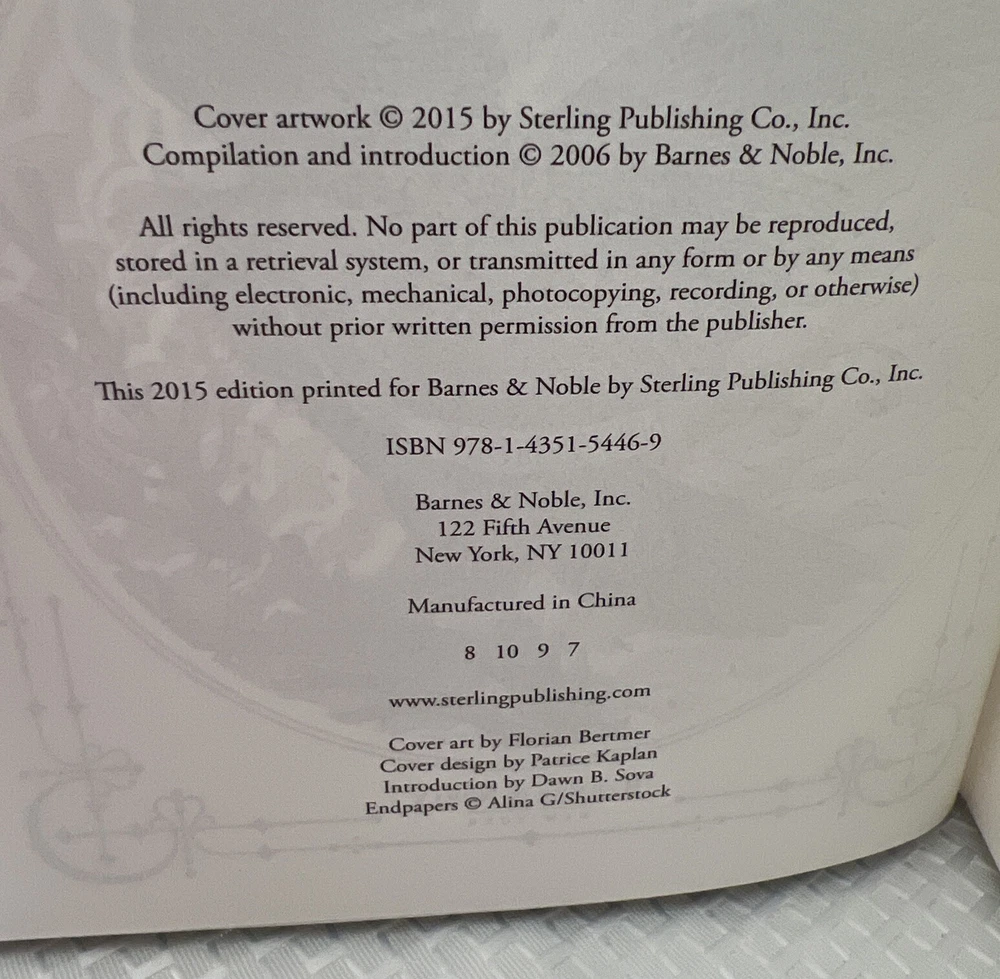 Cover artwork © 2015 by Sterling Publishing Co., Inc.
Compilation and introduction © 2006 by Barnes & Noble, Inc.
All rights reserved. No part of this publication may be reproduced,
stored in a retrieval system, or transmitted in any form or by any means
(including electronic, mechanical, photocopying, recording, or otherwise)
without prior written permission from the publisher.
This 2015 edition printed for Barnes & Noble by Sterling Publishing Co., Inc.
ISBN 978-1-4351-5446-9
Barnes & Noble, Inc.
122 Fifth Avenue
New York, NY 10011
Manufactured in China
8 10 9 7
www.sterlingpublishing.com
Cover art by Florian Bertmer
Cover design by Patrice Kaplan
Introduction by Dawn B. Sova
Endpapers © Alina G/Shutterstock